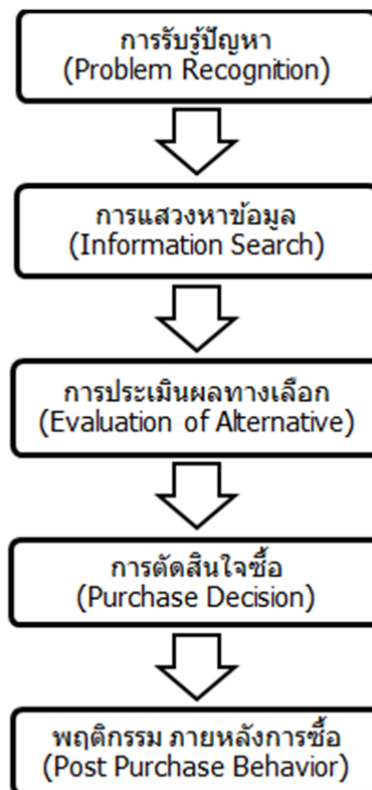 การรับรู้ปัญหา
(Problem Recognition)
การแสวงหาข้อมูล
(Information Search)
การประเมินผลทางเลือก
(Evaluation of Alternative)
การตัดสินใจซื้อ
(Purchase Decision)
พฤติกรรม ภายหลังการซื้อ
(Post Purchase Behavior)